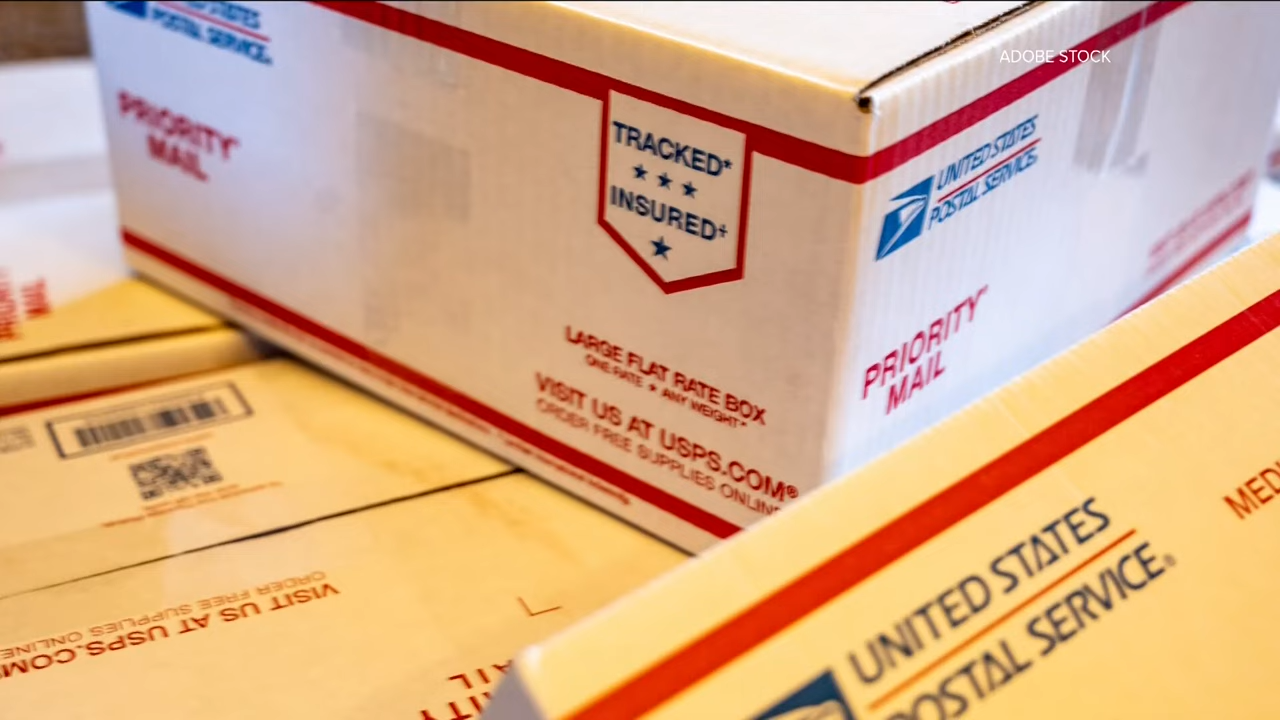 ADOBE STOCK
UNITED STATES
POSTAL SERVICE
PRIORITY
MAIL
TRACKED*
★ ★ ★
INSURED†
★
UNITED STATES
POSTAL SERVICE
PRIORITY
MAIL
LARGE FLAT RATE BOX
ONE RATE ★ ANY WEIGHT*
VISIT US AT USPS.COM®
ORDER FREE SUPPLIES ONLINE
MAIL
VISIT US AT USPS.COM
ORDER FREE SUPPLIES ONLINE
UNITED STATES
POSTAL SERVICE®